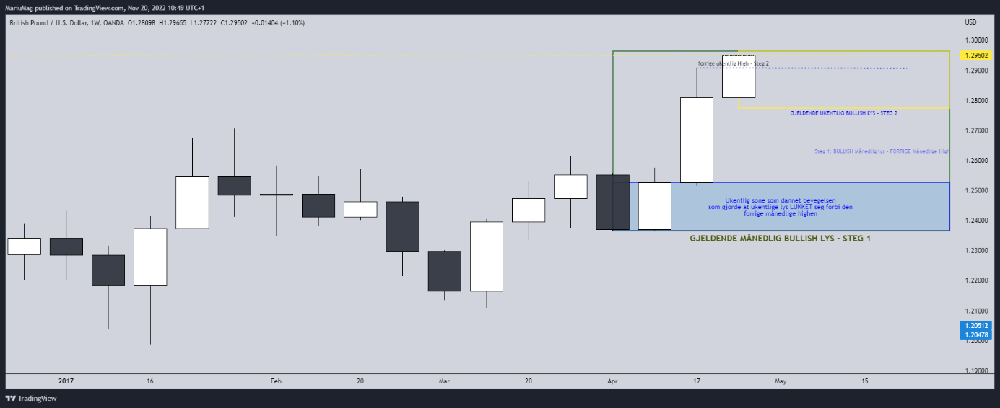 MariuMag published on TradingView.com, Nov 20, 2022 10:49 UTC+1
British Pound / U.S. Dollar, 1W, OANDA O1.28098 H1.29655 L1.27722 C1.29502 +0.01404 (+1.10%)
USD
1.30000
1.29502
1.29000
forrige ukentlig High - Steg 2
1.28000
GJELDENDE UKENTLIG BULLISH LYS - STEG 2
1.27000
Steg 1: BULLISH Månedlig lys - FORRIGE Månedlige High
1.26000
1.25000
Ukentlig sone som dannet bevegelsen
som gjorde at ukentlige lys LUKKET seg forbi den
forrige månedlige highen
1.24000
GJELDENDE MÅNEDLIG BULLISH LYS - STEG 1
1.23000
1.22000
1.21000
1.20512
1.20478
1.20000
1.19000
2017 16 Feb 20 Mar 20 Apr 17 May 15
TradingView